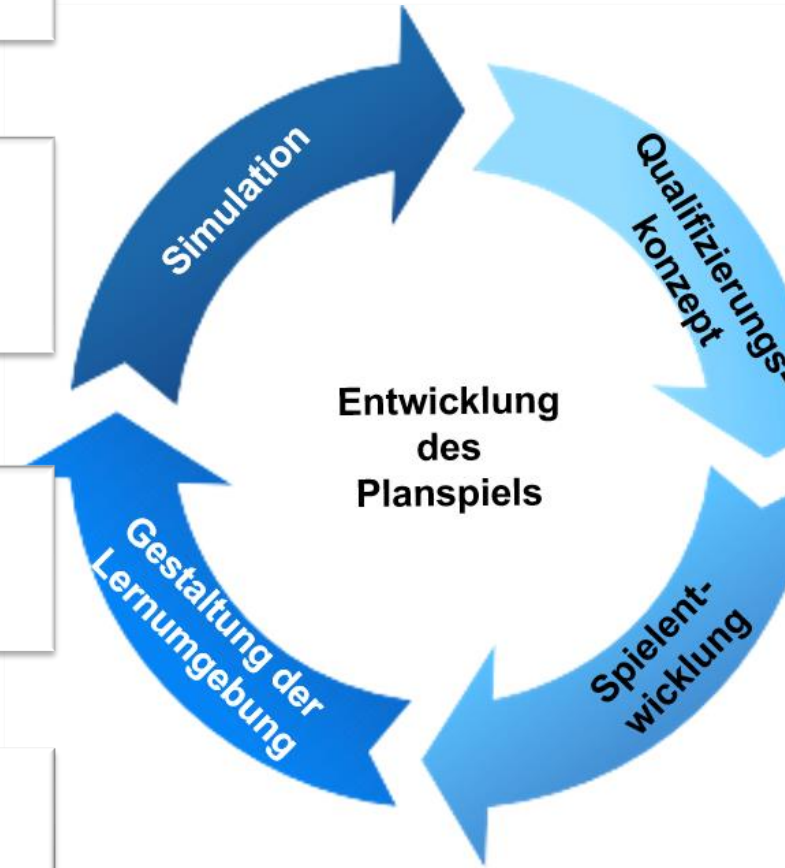 Simulation
Qualifizierungs-
konzept
Entwicklung
des
Planspiels
Gestaltung der
Lernumgebung
Spielent-
wicklung